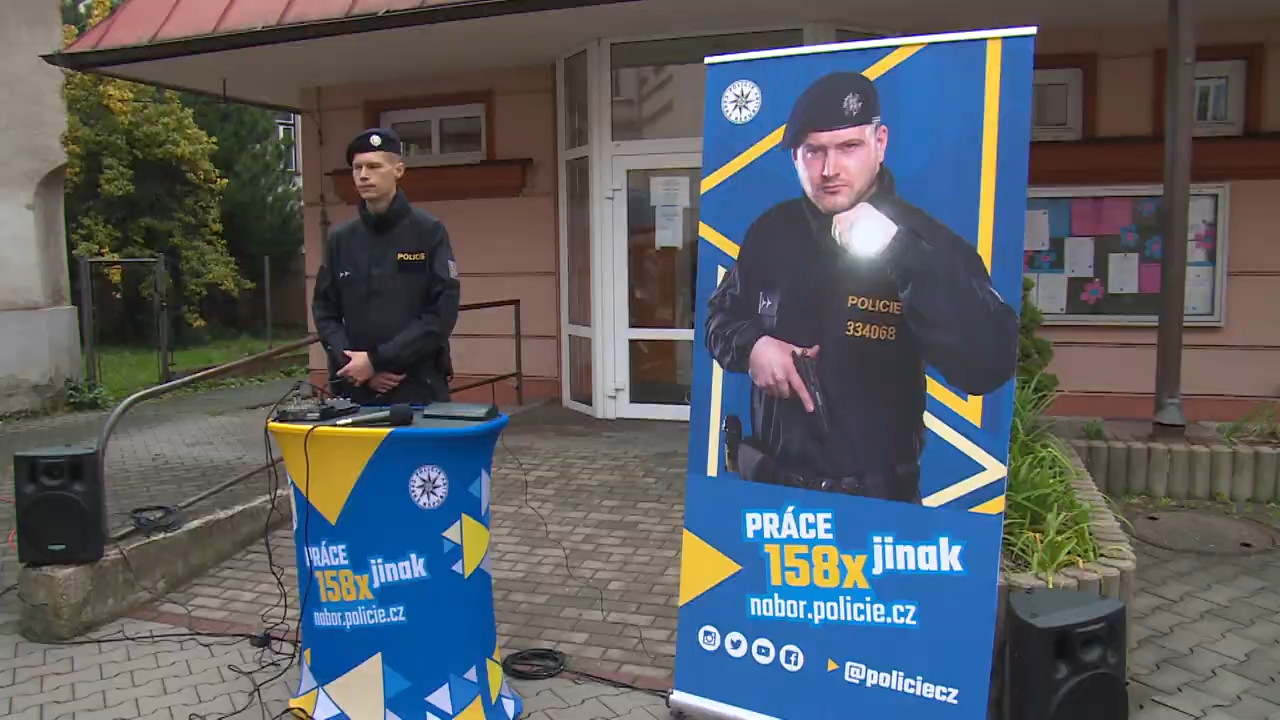 POLICIE
PRÁCE
158x jinak
nabor.policie.cz
POLICIE
334068
PRÁCE
158x jinak
nabor.policie.cz
@policiecz